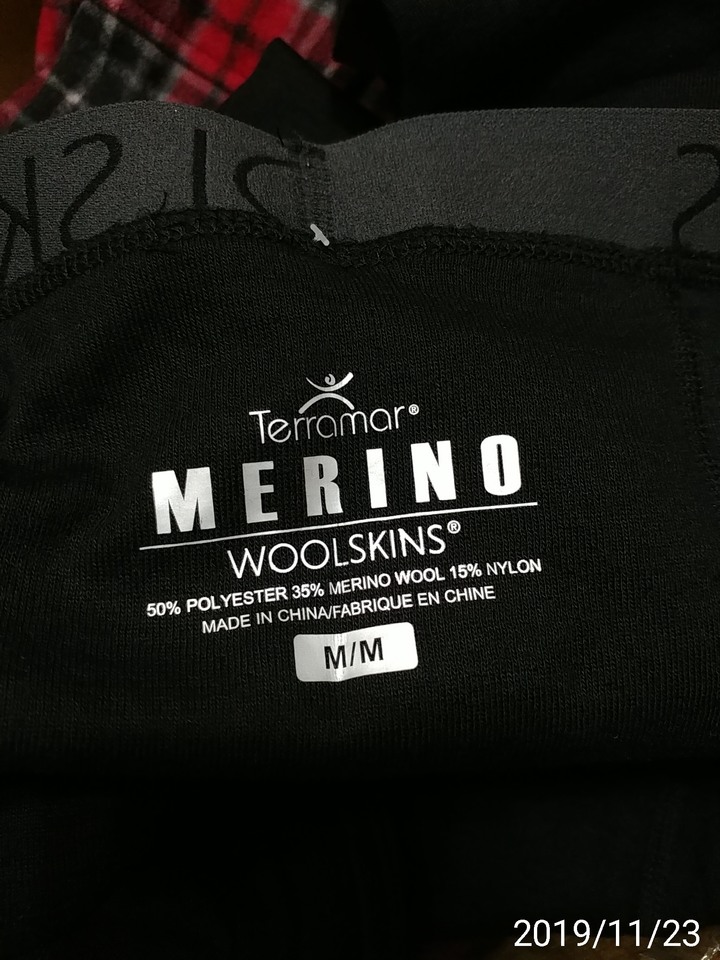 Terramar®
MERINO
WOOLSKINS®
50% POLYESTER 35% MERINO WOOL 15% NYLON
MADE IN CHINA/FABRIQUE EN CHINE
M/M
2019/11/23